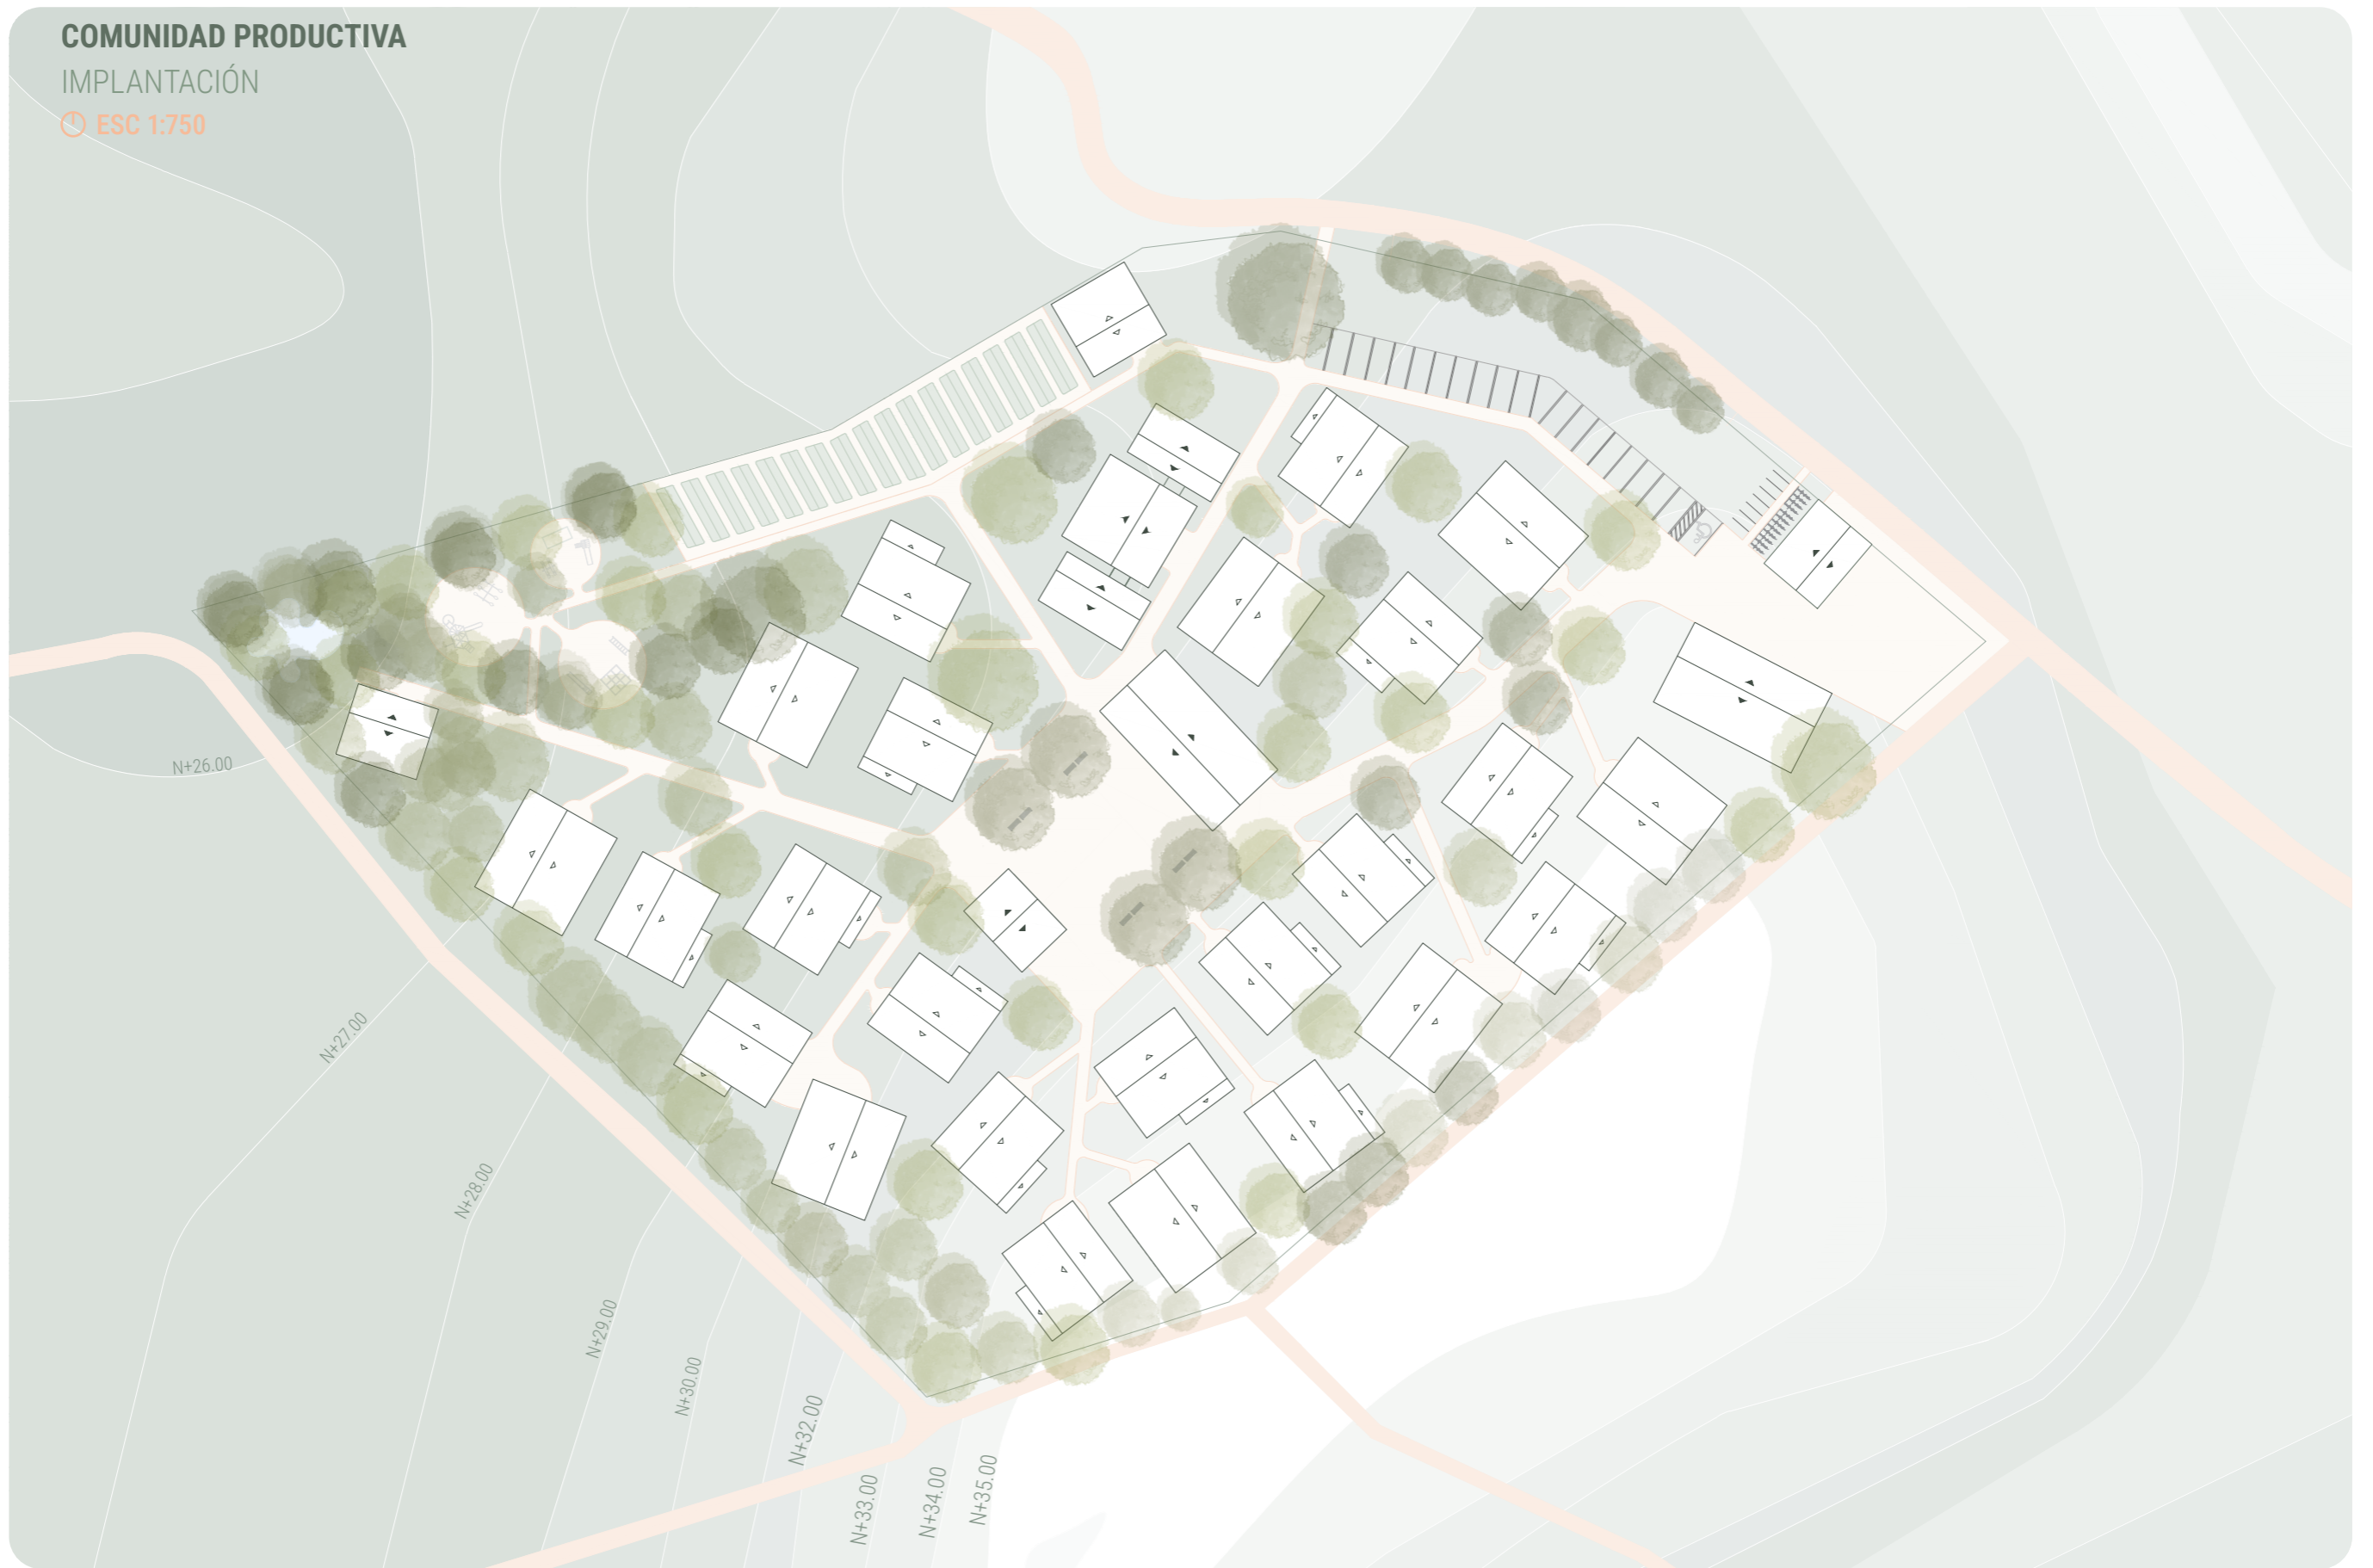 COMUNIDAD PRODUCTIVA
IMPLANTACIÓN
ESC 1:750
N+26.00
N+27.00
N+28.00
N+29.00
N+30.00
N+32.00
N+33.00
N+34.00
N+35.00